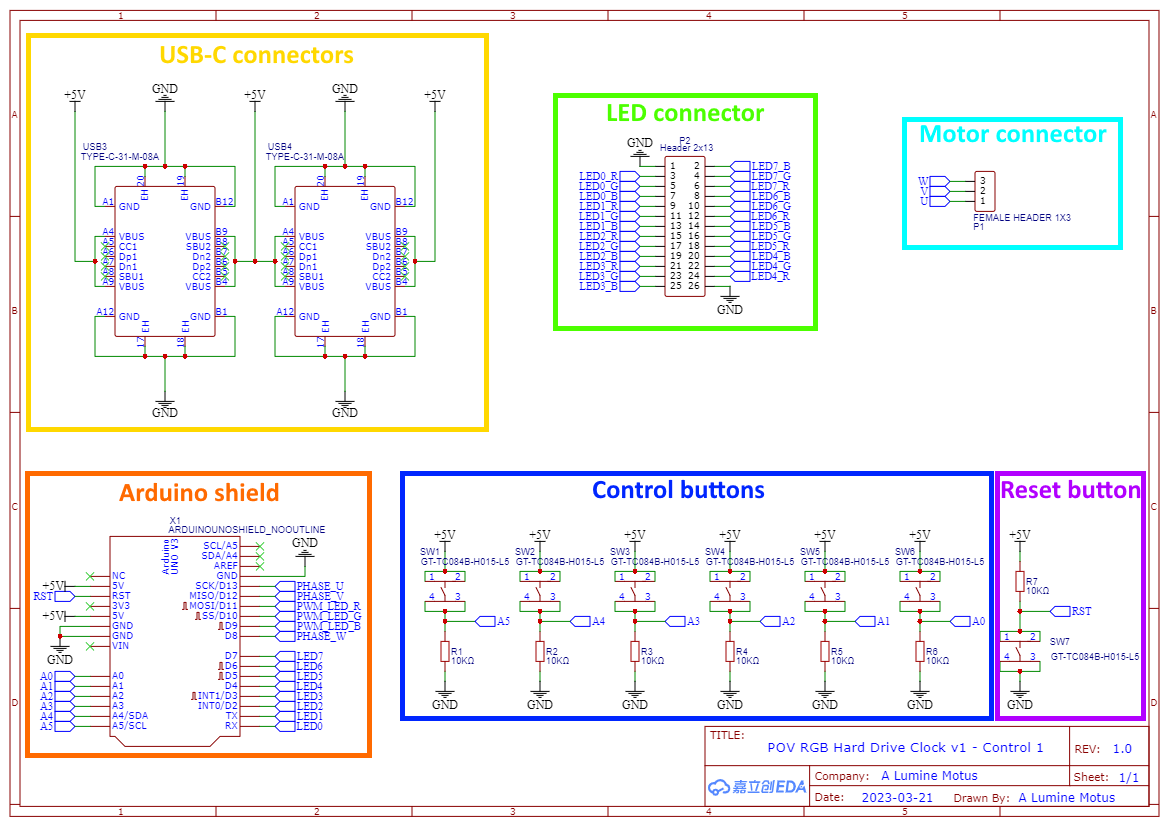 1 2 3 4 5
A
B
C
D
A
B
C
D
1 2 3 4 5
USB-C connectors
+5V GND +5V GND +5V
USB3
TYPE-C-31-M-08A
20 EH 19 EH
A1 GND GND B12
A4 VBUS VBUS B9
A5 CC1 SBU2 B8
A6 Dp1 Dn2 B7
A7 Dn1 Dp2 B6
A8 SBU1 CC2 B5
A9 VBUS VBUS B4
A12 GND GND B1
17 EH 18 EH
GND
USB4
TYPE-C-31-M-08A
20 EH 19 EH
A1 GND GND B12
A4 VBUS VBUS B9
A5 CC1 SBU2 B8
A6 Dp1 Dn2 B7
A7 Dn1 Dp2 B6
A8 SBU1 CC2 B5
A9 VBUS VBUS B4
A12 GND GND B1
17 EH 18 EH
GND
LED connector
GND
P2
Header 2x13
1 2 LED7_B
LED0_R 3 4 LED7_G
LED0_G 5 6 LED7_R
LED0_B 7 8 LED6_B
LED1_R 9 10 LED6_G
LED1_G 11 12 LED6_R
LED1_B 13 14 LED5_B
LED2_R 15 16 LED5_G
LED2_G 17 18 LED5_R
LED2_B 19 20 LED4_B
LED3_R 21 22 LED4_G
LED3_G 23 24 LED4_R
LED3_B 25 26
GND
Motor connector
W 3
V 2
U 1
FEMALE HEADER 1X3
P1
Arduino shield
X1
ARDUINOUNOSHIELD_NOOUTLINE
Arduino
UNO V3
GND
SCL/A5
SDA/A4
AREF
GND
NC SCK/D13 PHASE_U
+5V 5V MISO/D12 PHASE_V
RST RST MOSI/D11 PWM_LED_R
3V3 SS/D10 PWM_LED_G
+5V 5V D9 PWM_LED_B
GND D8 PHASE_W
GND
VIN
GND
D7 LED7
D6 LED6
A0 A0 D5 LED5
A1 A1 D4 LED4
A2 A2 INT1/D3 LED3
A3 A3 INT0/D2 LED2
A4 A4/SDA TX LED1
A5 A5/SCL RX LED0
Control buttons
+5V +5V +5V +5V +5V +5V
SW1 SW2 SW3 SW4 SW5 SW6
GT-TC084B-H015-L5 GT-TC084B-H015-L5 GT-TC084B-H015-L5 GT-TC084B-H015-L5 GT-TC084B-H015-L5 GT-TC084B-H015-L5
1 2 1 2 1 2 1 2 1 2 1 2
4 3 4 3 4 3 4 3 4 3 4 3
A5 A4 A3 A2 A1 A0
R1 R2 R3 R4 R5 R6
10KΩ 10KΩ 10KΩ 10KΩ 10KΩ 10KΩ
GND GND GND GND GND GND
Reset button
+5V
R7
10KΩ
RST
1 2
SW7
4 3
GT-TC084B-H015-L5
GND
TITLE:
POV RGB Hard Drive Clock v1 - Control 1
REV: 1.0
嘉立创EDA
Company: A Lumine Motus
Sheet: 1/1
Date: 2023-03-21 Drawn By: A Lumine Motus